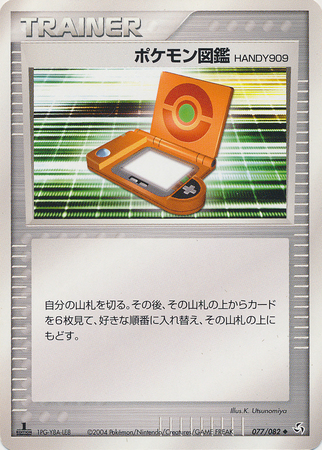 TRAINER
ポケモン図鑑 HANDY909
自分の山札を切る。その後、その山札の上からカード
を6枚見て、好きな順番に入れ替え、その山札の上に
もどす。
Illus.K. Utsunomiya
1 EDITION 1PG-YBA-LE8 ©2004 Pokémon/Nintendo/Creatures/GAME FREAK 077/082 ◆